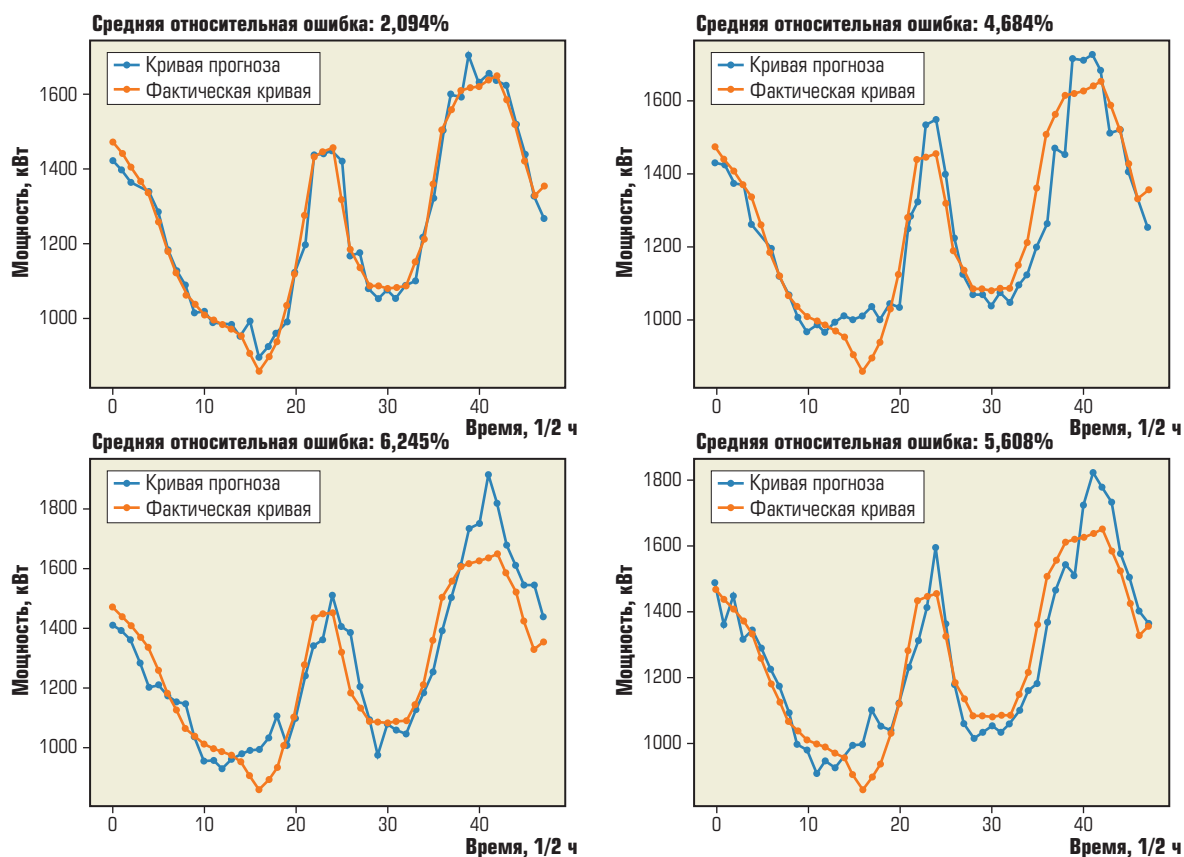 Средняя относительная ошибка: 2,094%
Мощность, кВт
1600
1400
1200
1000
Кривая прогноза
Фактическая кривая
0 10 20 30 40
Время, 1/2 ч
Средняя относительная ошибка: 4,684%
Мощность, кВт
1600
1400
1200
1000
Кривая прогноза
Фактическая кривая
0 10 20 30 40
Время, 1/2 ч
Средняя относительная ошибка: 6,245%
Мощность, кВт
1800
1600
1400
1200
1000
Кривая прогноза
Фактическая кривая
0 10 20 30 40
Время, 1/2 ч
Средняя относительная ошибка: 5,608%
Мощность, кВт
1800
1600
1400
1200
1000
Кривая прогноза
Фактическая кривая
0 10 20 30 40
Время, 1/2 ч